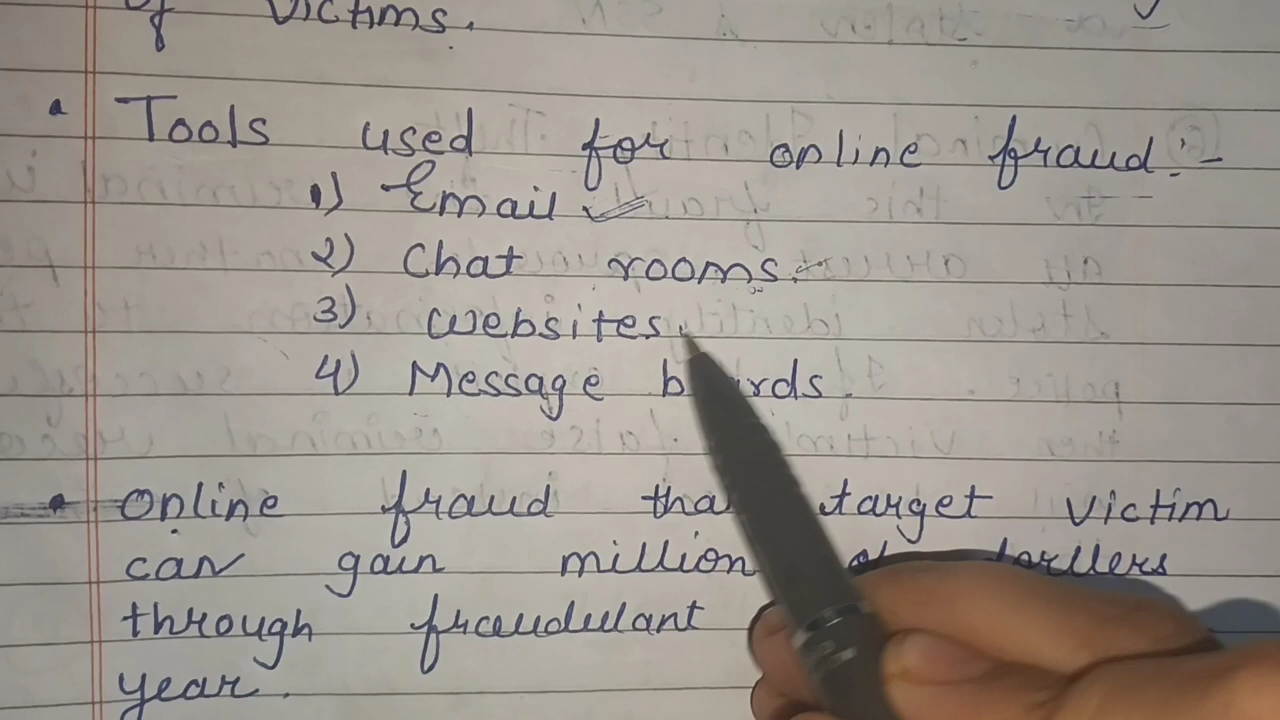 of victims.
• Tools used for online fraud:-
1) Email
2) Chat rooms.
3) Websites.
4) Message
• Online fraud target victim
can gain million
through fraudulant
year.